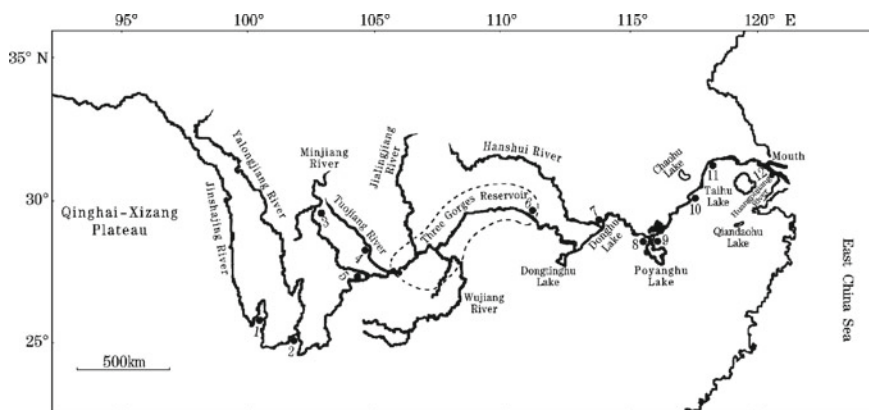 95° 100° 105° 110° 115° 120° E
35° N
30°
25°
Qinghai-Xizang
Plateau
Jinshajing River
Yalongjiang River
Minjiang
River
Tuojiang River
Jialingjiang
River
Three Gorges Reservoir
Hanshui River
Wujiang
River
Dongtinghu
Lake
Donghu
Lake
Poyanghu
Lake
Chaohu
Lake
Taihu
Lake
Mouth
Qiandaohu
Lake
East China Sea
1
2
3
4
5
6
7
8
9
10
11
12
500km